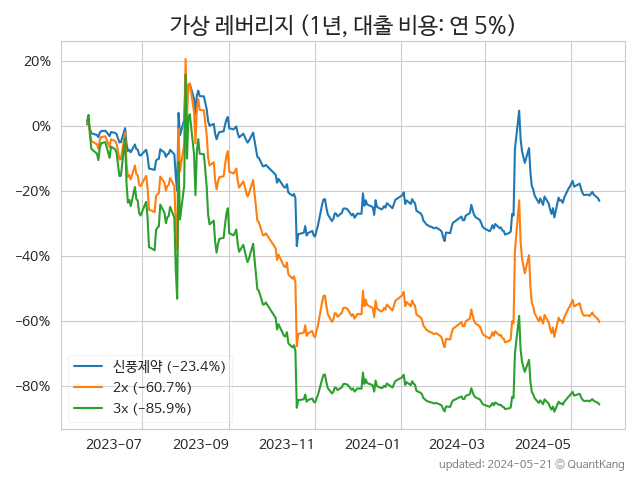 가상 레버리지 (1년, 대출 비용: 연 5%)
20%
0%
−20%
−40%
−60%
−80%
신풍제약 (−23.4%)
2x (−60.7%)
3x (−85.9%)
2023-07
2023-09
2023-11
2024-01
2024-03
2024-05
updated: 2024-05-21 © QuantKang